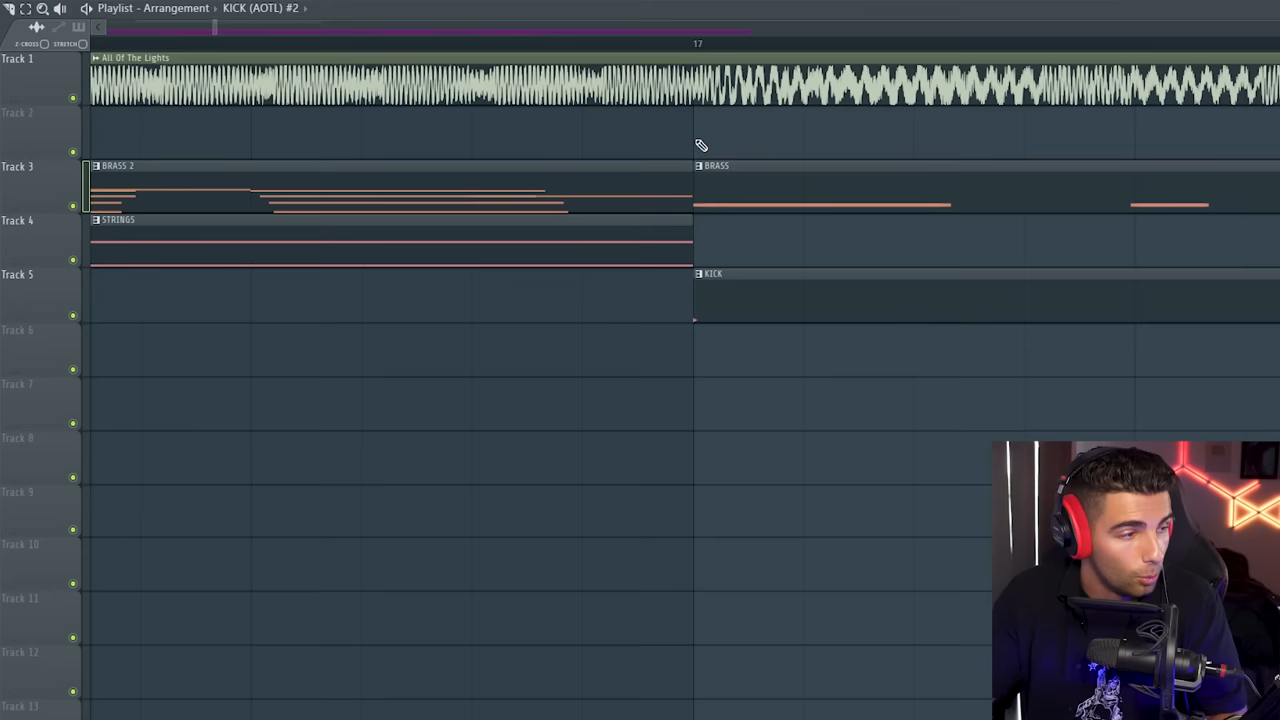 Playlist - Arrangement › KICK (AOTL) #2 ›
Z-CROSS STRETCH
17
Track 1
All Of The Lights
Track 2
Track 3
BRASS 2
BRASS
Track 4
STRINGS
Track 5
KICK
Track 6
Track 7
Track 8
Track 9
Track 10
Track 11
Track 12
Track 13